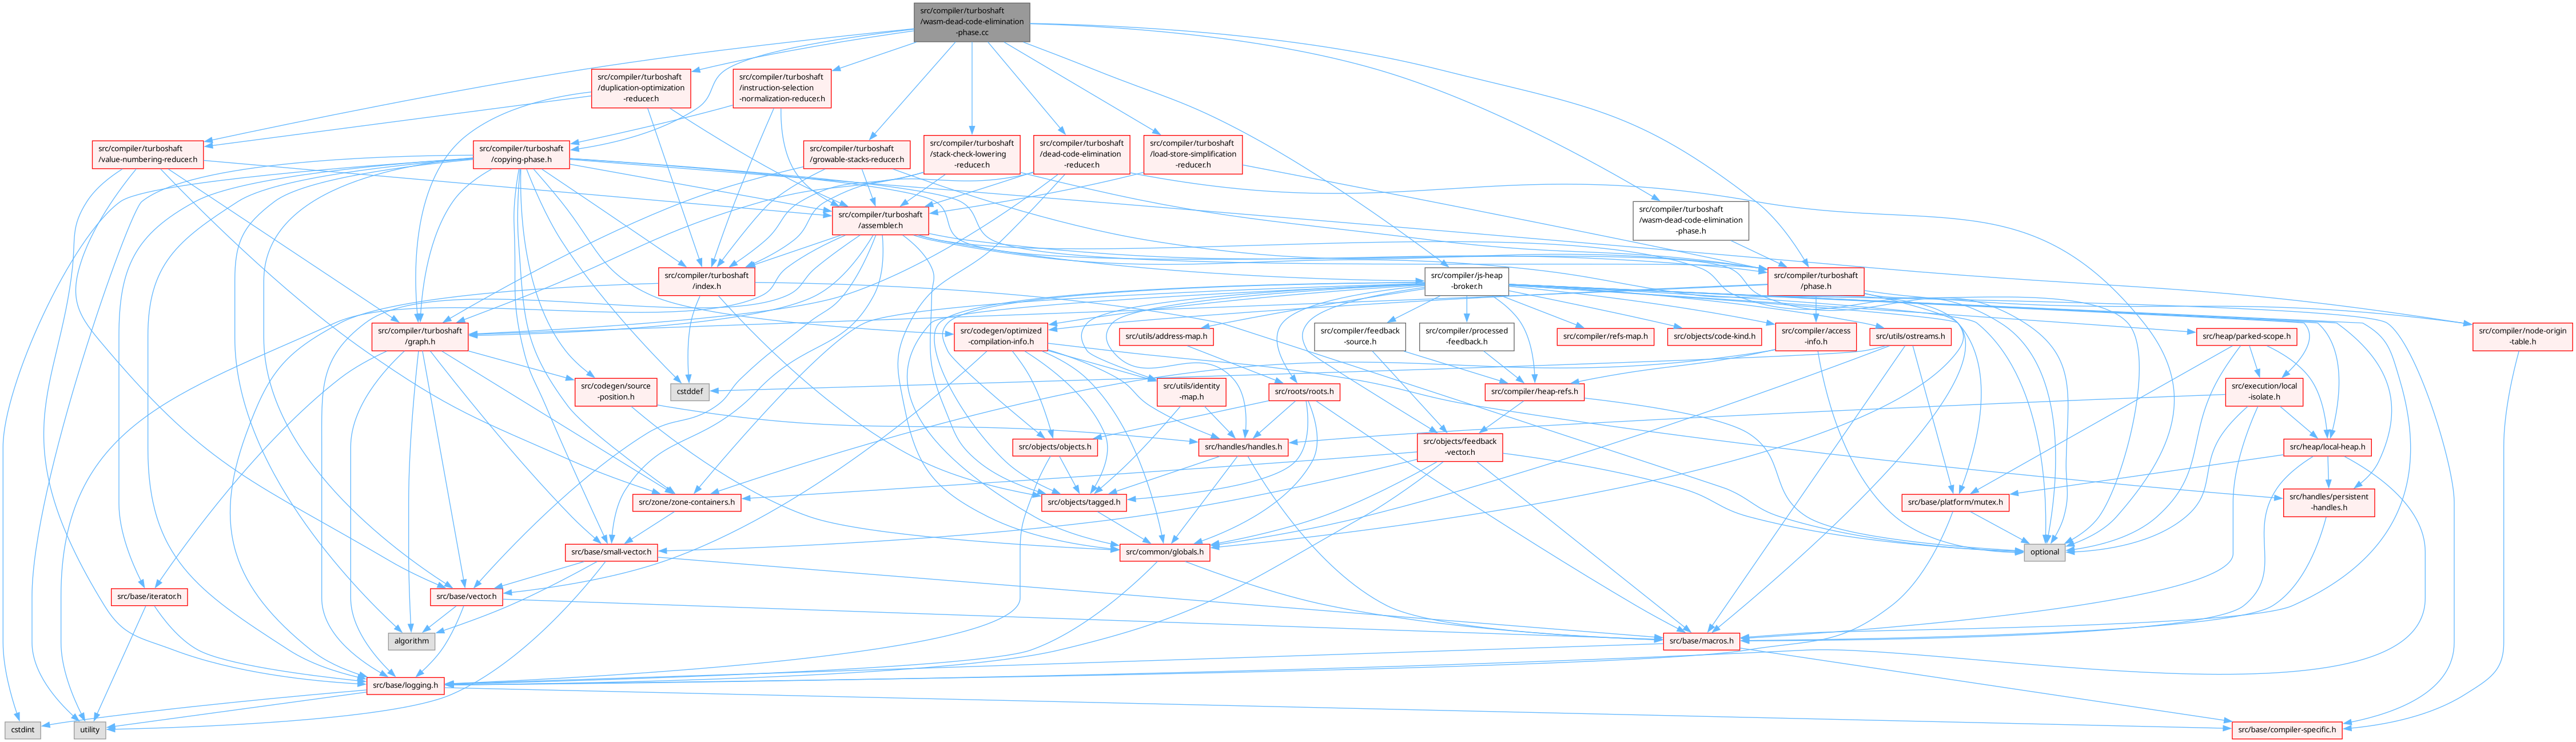 src/compiler/turboshaft
/wasm-dead-code-elimination
-phase.cc
src/compiler/turboshaft
/duplication-optimization
-reducer.h
src/compiler/turboshaft
/instruction-selection
-normalization-reducer.h
src/compiler/turboshaft
/value-numbering-reducer.h
src/compiler/turboshaft
/copying-phase.h
src/compiler/turboshaft
/growable-stacks-reducer.h
src/compiler/turboshaft
/stack-check-lowering
-reducer.h
src/compiler/turboshaft
/dead-code-elimination
-reducer.h
src/compiler/turboshaft
/load-store-simplification
-reducer.h
src/compiler/turboshaft
/assembler.h
src/compiler/turboshaft
/wasm-dead-code-elimination
-phase.h
src/compiler/turboshaft
/index.h
src/compiler/js-heap
-broker.h
src/compiler/turboshaft
/phase.h
src/compiler/turboshaft
/graph.h
src/codegen/optimized
-compilation-info.h
src/utils/address-map.h
src/compiler/feedback
-source.h
src/compiler/processed
-feedback.h
src/compiler/refs-map.h
src/objects/code-kind.h
src/compiler/access
-info.h
src/utils/ostreams.h
src/heap/parked-scope.h
src/compiler/node-origin
-table.h
src/codegen/source
-position.h
cstddef
src/utils/identity
-map.h
src/roots/roots.h
src/compiler/heap-refs.h
src/execution/local
-isolate.h
src/objects/objects.h
src/handles/handles.h
src/objects/feedback
-vector.h
src/heap/local-heap.h
src/zone/zone-containers.h
src/objects/tagged.h
src/base/platform/mutex.h
src/handles/persistent
-handles.h
src/base/small-vector.h
src/common/globals.h
optional
src/base/iterator.h
src/base/vector.h
algorithm
src/base/macros.h
src/base/logging.h
cstdint
utility
src/base/compiler-specific.h